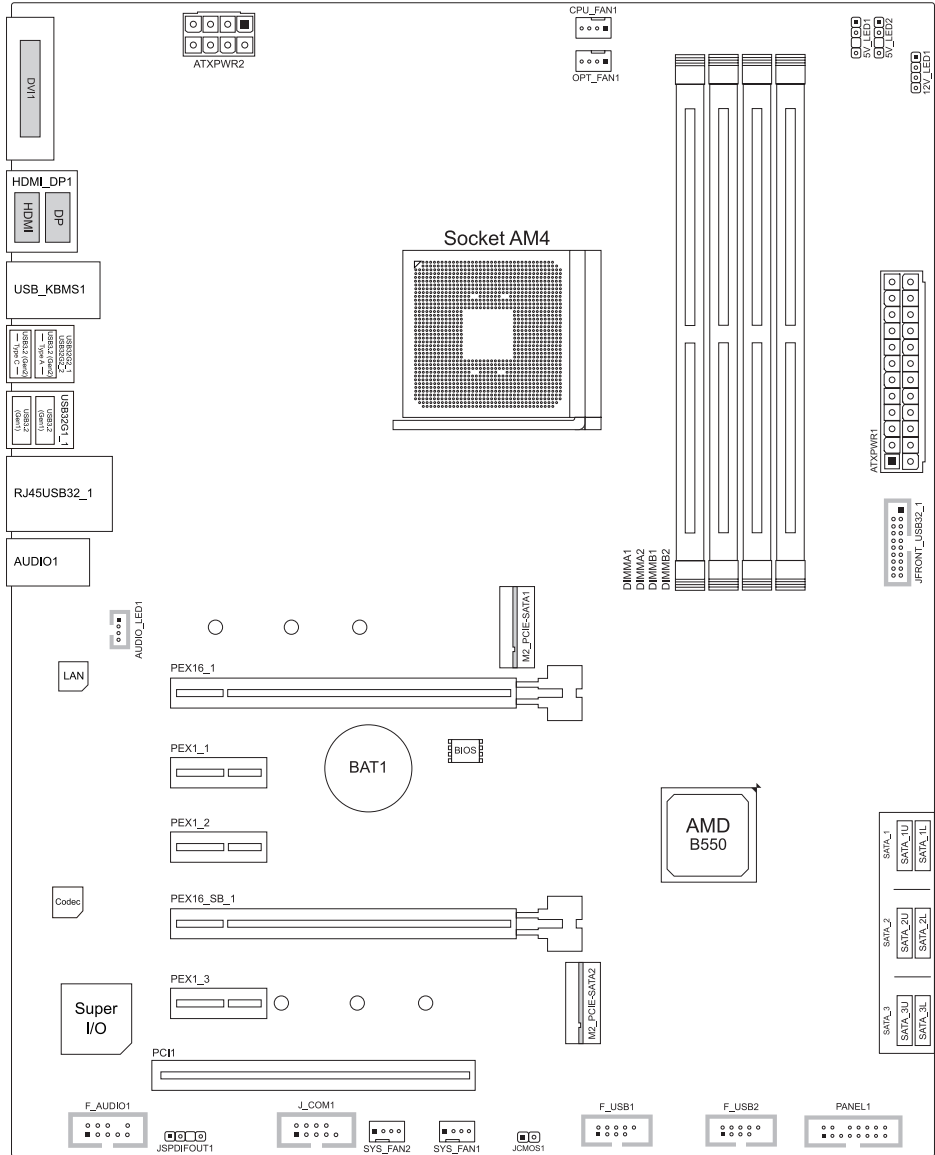 CPU_FAN1
ATXPWR2
OPT_FAN1
5V_LED1
5V_LED2
12V_LED1
DVI1
HDMI_DP1
HDMI
DP
Socket AM4
USB_KBMS1
USB32G2_1
USB32G2_2
USB3.2 (Gen2)
Type A
USB3.2 (Gen2)
Type C
USB32G1_1
USB3.2
(Gen1)
USB3.2
(Gen1)
ATXPWR1
RJ45USB32_1
JFRONT_USB32_1
AUDIO1
DIMMA1
DIMMA2
DIMMB1
DIMMB2
AUDIO_LED1
M2_PCIE-SATA1
LAN
PEX16_1
PEX1_1
BAT1
BIOS
AMD
B550
PEX1_2
SATA_1
SATA_1U
SATA_1L
Codec
PEX16_SB_1
SATA_2
SATA_2U
SATA_2L
PEX1_3
M2_PCIE-SATA2
Super
I/O
SATA_3
SATA_3U
SATA_3L
PCI1
F_AUDIO1
J_COM1
F_USB1
F_USB2
PANEL1
JSPDIFOUT1
SYS_FAN2
SYS_FAN1
JCMOS1